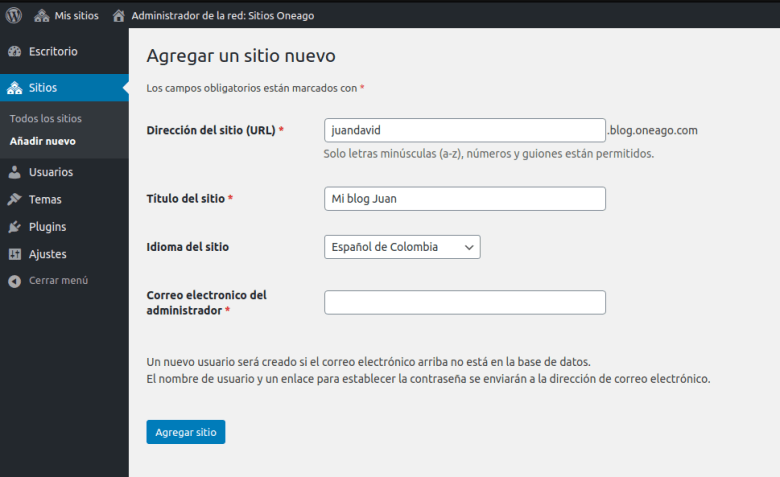 Mis sitios
Administrador de la red: Sitios Oneago
Escritorio
Sitios
Todos los sitios
Añadir nuevo
Usuarios
Temas
Plugins
Ajustes
Cerrar menú
Agregar un sitio nuevo
Los campos obligatorios están marcados con *
Dirección del sitio (URL) *
juandavid
.blog.oneago.com
Solo letras minúsculas (a-z), números y guiones están permitidos.
Título del sitio *
Mi blog Juan
Idioma del sitio
Español de Colombia
Correo electronico del
administrador *
Un nuevo usuario será creado si el correo electrónico arriba no está en la base de datos.
El nombre de usuario y un enlace para establecer la contraseña se enviarán a la dirección de correo electrónico.
Agregar sitio